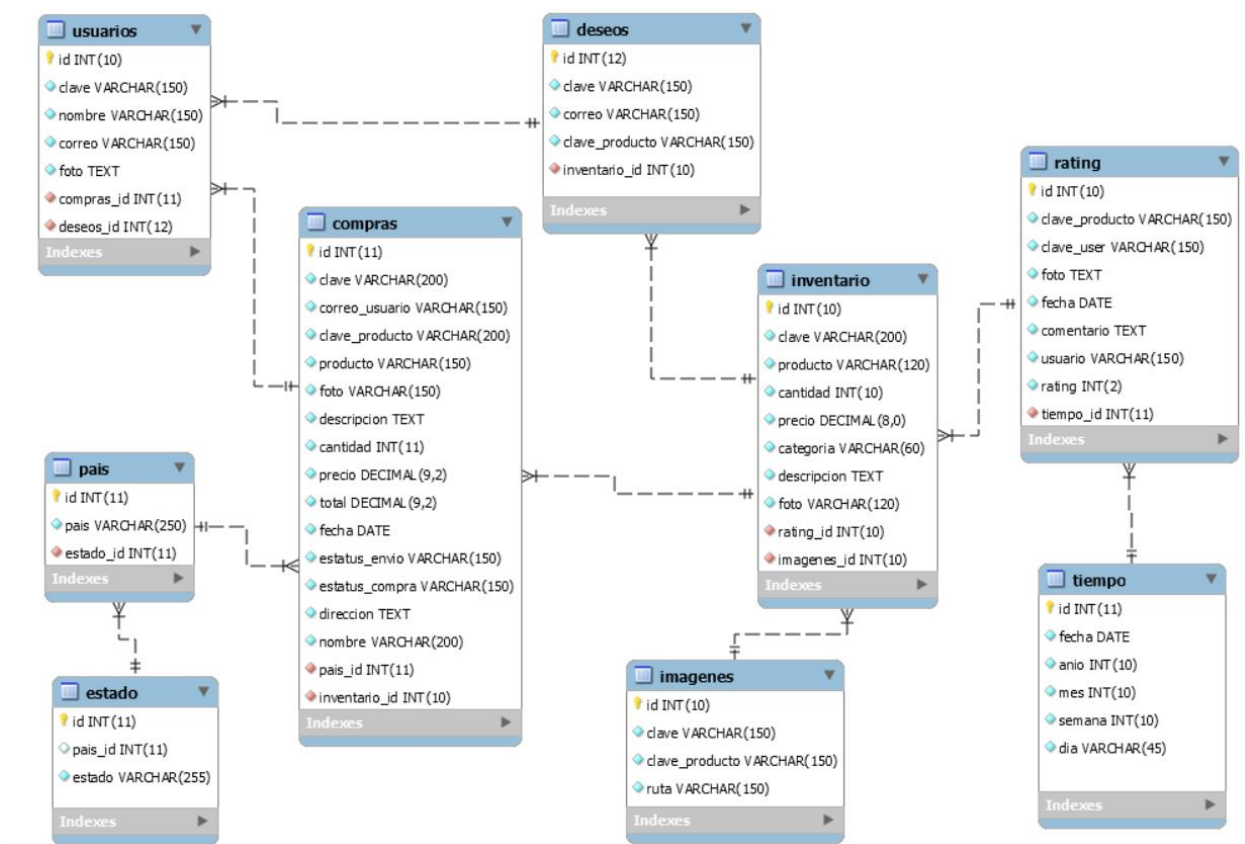 usuarios
id INT(10)
clave VARCHAR(150)
nombre VARCHAR(150)
correo VARCHAR(150)
foto TEXT
compras_id INT(11)
deseos_id INT(12)
Indexes
deseos
id INT(12)
clave VARCHAR(150)
correo VARCHAR(150)
clave_producto VARCHAR(150)
inventario_id INT(10)
Indexes
compras
id INT(11)
clave VARCHAR(200)
correo_usuario VARCHAR(150)
clave_producto VARCHAR(200)
producto VARCHAR(150)
foto VARCHAR(150)
descripcion TEXT
cantidad INT(11)
precio DECIMAL(9,2)
total DECIMAL(9,2)
fecha DATE
estatus_envio VARCHAR(150)
estatus_compra VARCHAR(150)
direccion TEXT
nombre VARCHAR(200)
pais_id INT(11)
inventario_id INT(10)
Indexes
inventario
id INT(10)
clave VARCHAR(200)
producto VARCHAR(120)
cantidad INT(10)
precio DECIMAL(8,0)
categoria VARCHAR(60)
descripcion TEXT
foto VARCHAR(120)
rating_id INT(10)
imagenes_id INT(10)
Indexes
rating
id INT(10)
clave_producto VARCHAR(150)
clave_user VARCHAR(150)
foto TEXT
fecha DATE
comentario TEXT
usuario VARCHAR(150)
rating INT(2)
tiempo_id INT(11)
Indexes
pais
id INT(11)
pais VARCHAR(250)
estado_id INT(11)
Indexes
estado
id INT(11)
pais_id INT(11)
estado VARCHAR(255)
Indexes
imagenes
id INT(10)
clave VARCHAR(150)
clave_producto VARCHAR(150)
ruta VARCHAR(150)
Indexes
tiempo
id INT(11)
fecha DATE
anio INT(10)
mes INT(10)
semana INT(10)
dia VARCHAR(45)
Indexes